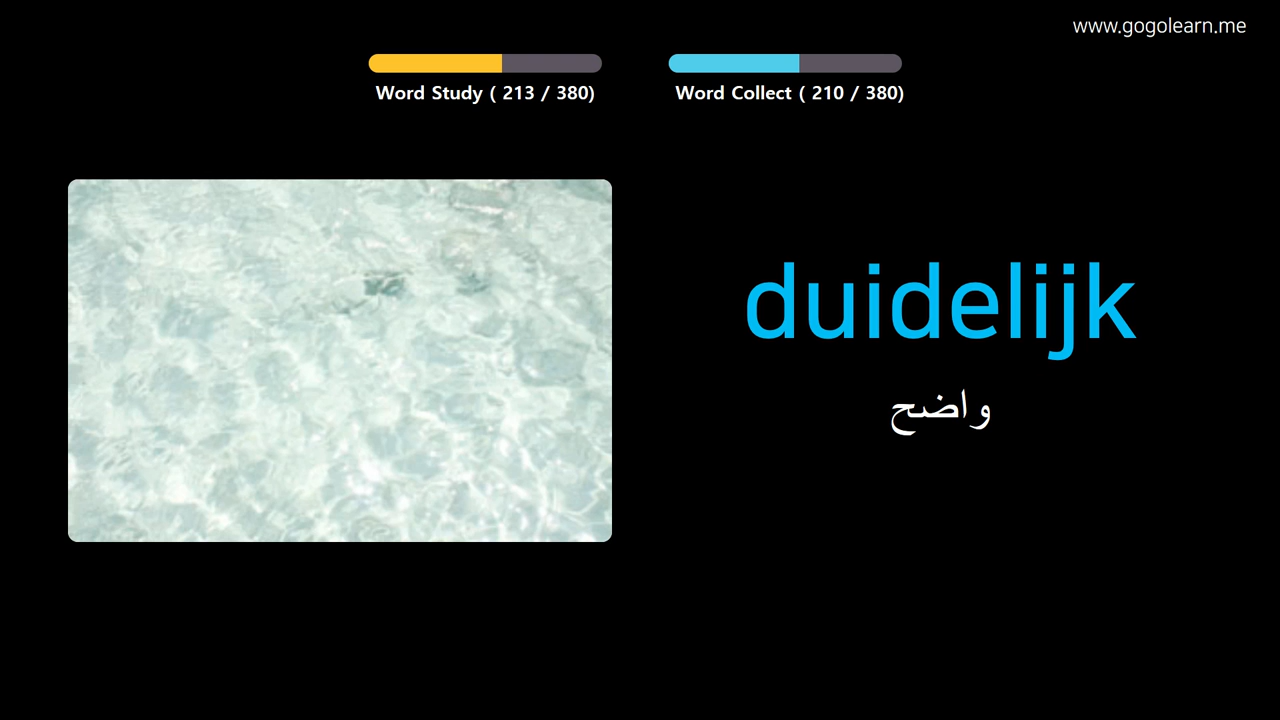 www.gogolearn.me
Word Study ( 213 / 380)
Word Collect ( 210 / 380)
duidelijk
واضح